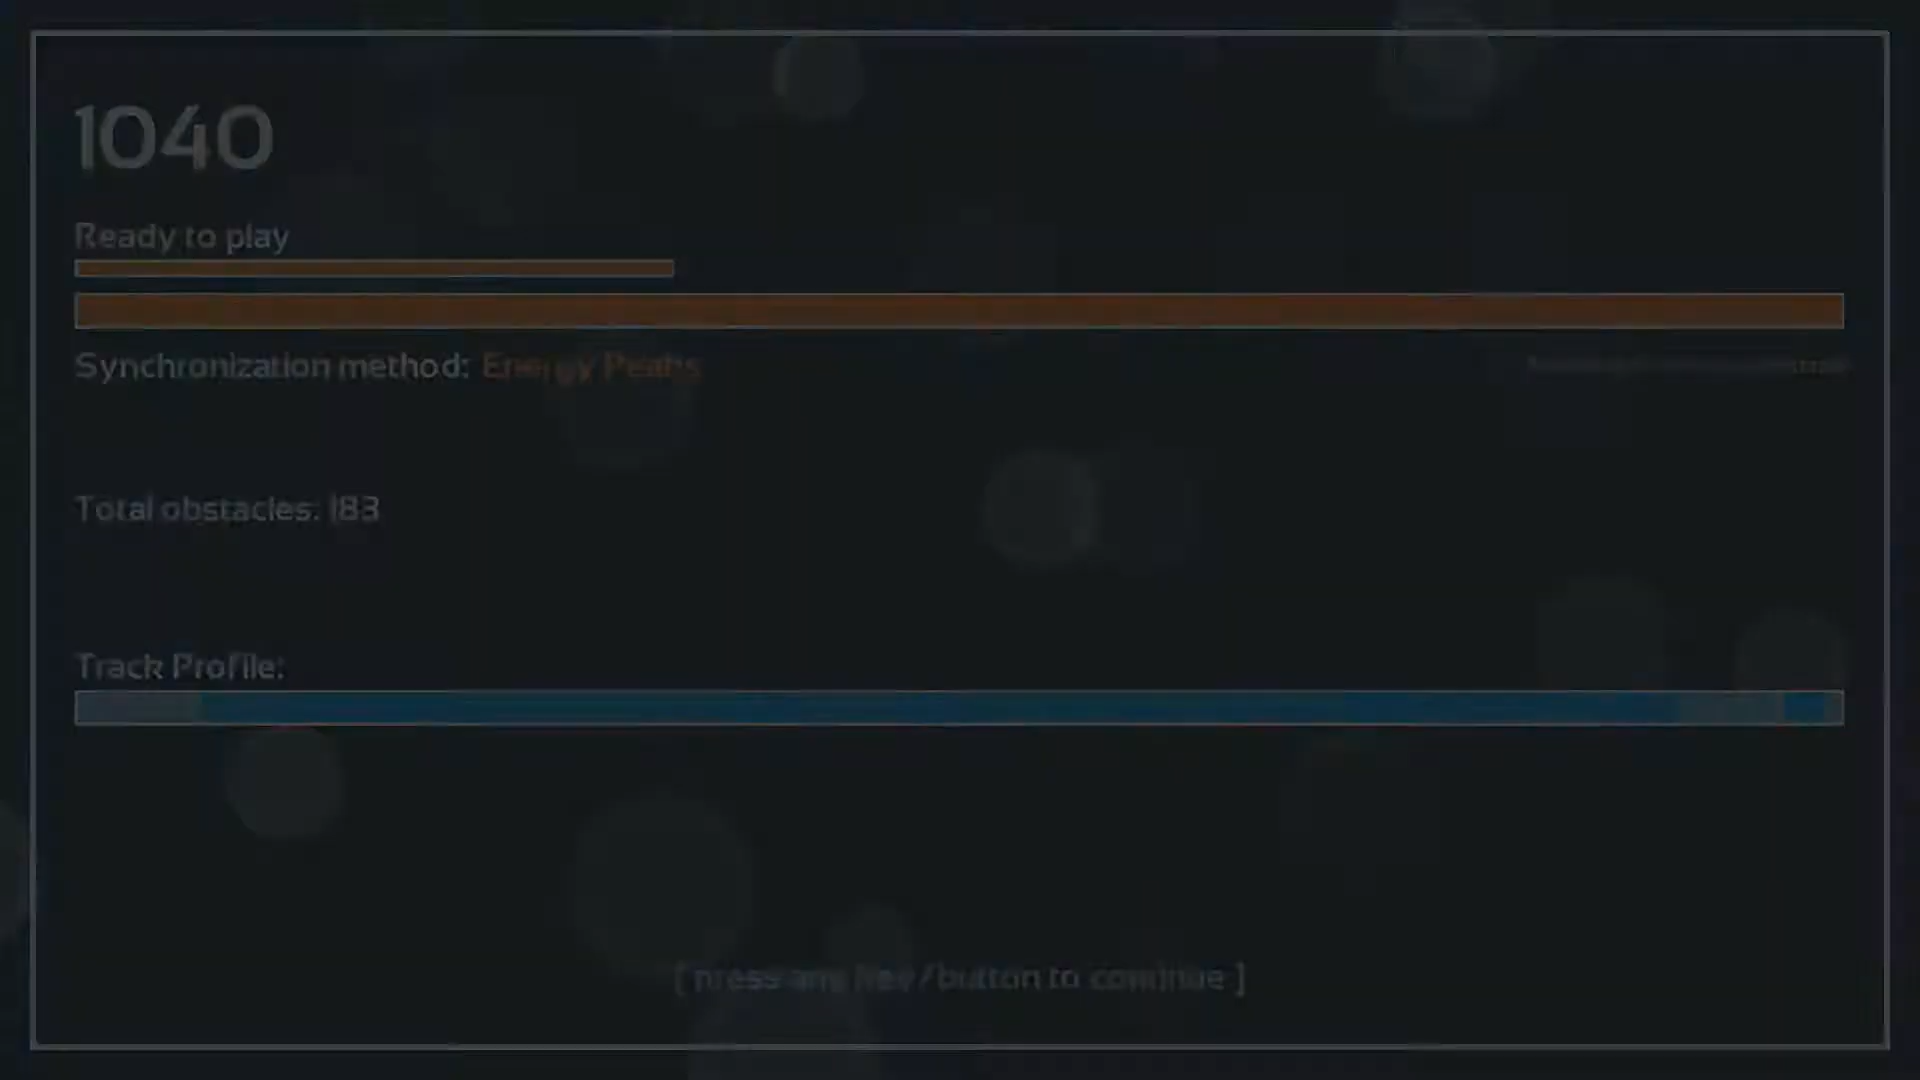 1040
Ready to play
Synchronization method: Energy Peaks
Total obstacles: 183
Track Profile:
[ press any key/button to continue ]